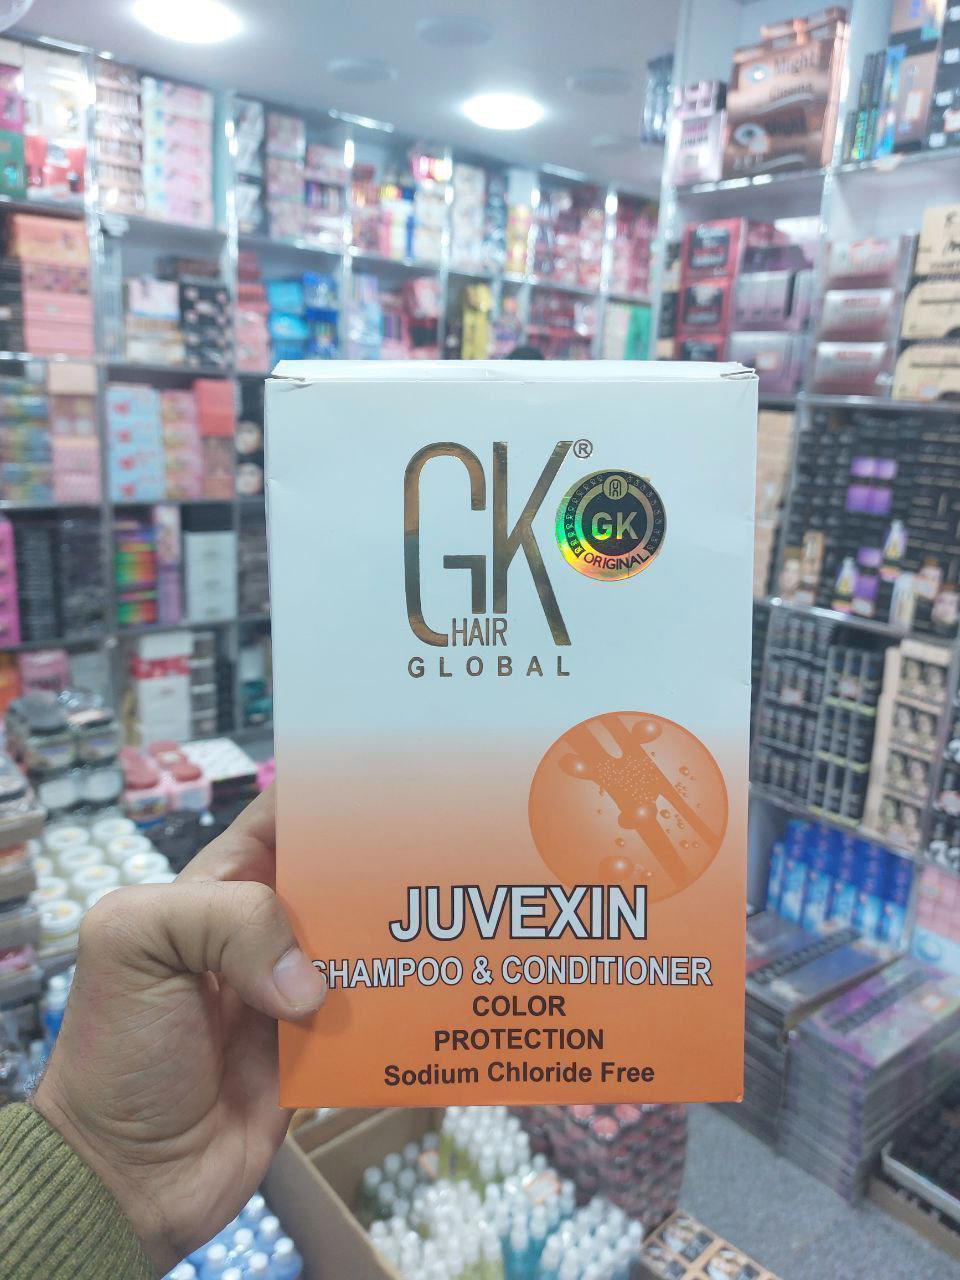 GK®
HAIR
GLOBAL
GK
ORIGINAL
JUVEXIN
SHAMPOO & CONDITIONER
COLOR
PROTECTION
Sodium Chloride Free